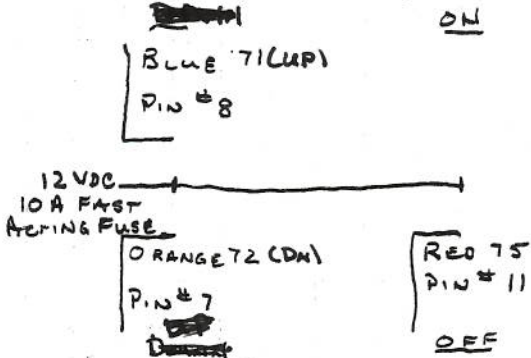 ON
BLUE 71 (UP)
PIN #8
12 VDC
10 A FAST
ACTING FUSE
ORANGE 72 (DN)
PIN #7
RED 75
PIN #11
OFF